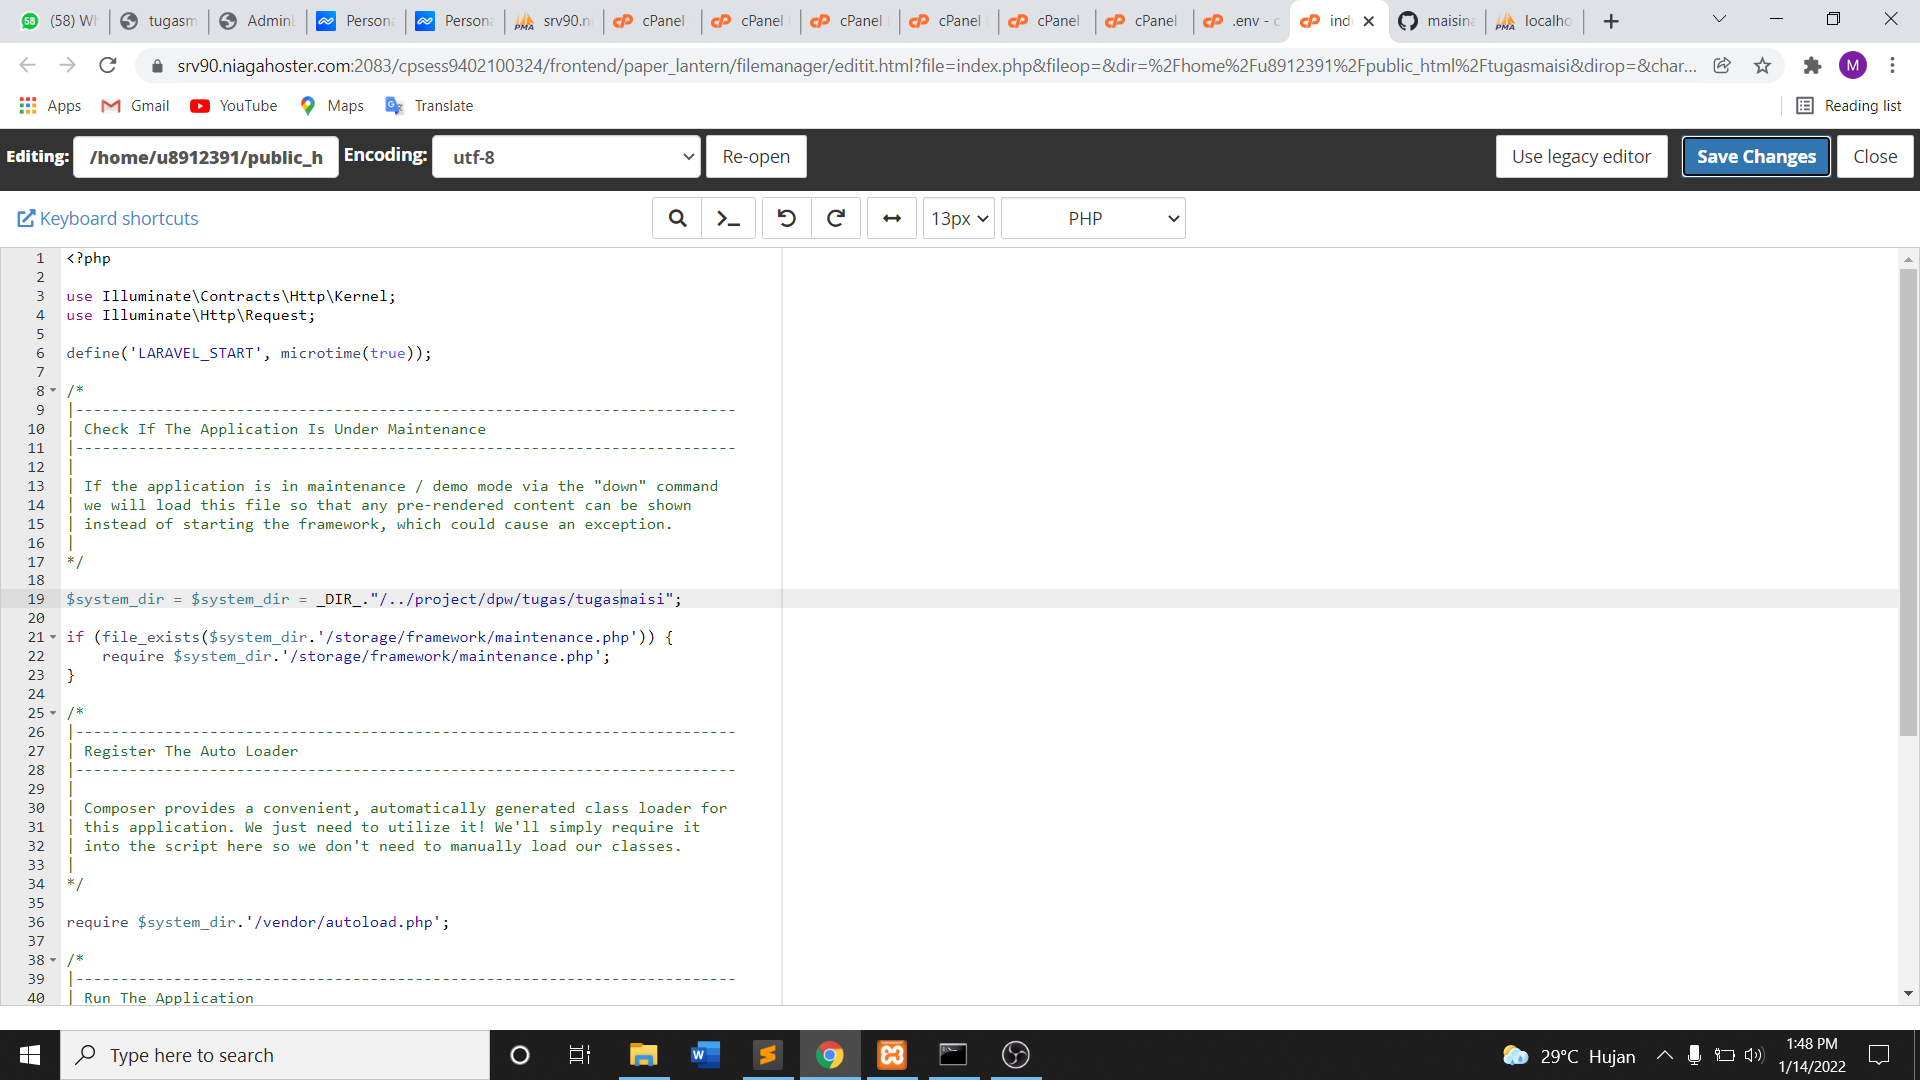 58 (58) Wh
tugasm
AdminL
Persona
Persona
srv90.n
cPanel
cPanel
cPanel
cPanel
cPanel
cPanel
.env - c
ind
maisina
localho
srv90.niagahoster.com:2083/cpsess9402100324/frontend/paper_lantern/filemanager/editit.html?file=index.php&fileop=&dir=%2Fhome%2Fu8912391%2Fpublic_html%2Ftugasmaisi&dirop=&char...
M
Apps Gmail YouTube Maps Translate Reading list
Editing: /home/u8912391/public_h Encoding: utf-8 Re-open Use legacy editor Save Changes Close
Keyboard shortcuts 13px PHP
1 <?php
2
3 use Illuminate\Contracts\Http\Kernel;
4 use Illuminate\Http\Request;
5
6 define('LARAVEL_START', microtime(true));
7
8 /*
9 |--------------------------------------------------------------------------
10 | Check If The Application Is Under Maintenance
11 |--------------------------------------------------------------------------
12 |
13 | If the application is in maintenance / demo mode via the "down" command
14 | we will load this file so that any pre-rendered content can be shown
15 | instead of starting the framework, which could cause an exception.
16 |
17 */
18
19 $system_dir = $system_dir = _DIR_."/../project/dpw/tugas/tugasmaisi";
20
21 if (file_exists($system_dir.'/storage/framework/maintenance.php')) {
22     require $system_dir.'/storage/framework/maintenance.php';
23 }
24
25 /*
26 |--------------------------------------------------------------------------
27 | Register The Auto Loader
28 |--------------------------------------------------------------------------
29 |
30 | Composer provides a convenient, automatically generated class loader for
31 | this application. We just need to utilize it! We'll simply require it
32 | into the script here so we don't need to manually load our classes.
33 |
34 */
35
36 require $system_dir.'/vendor/autoload.php';
37
38 /*
39 |--------------------------------------------------------------------------
40 | Run The Application
Type here to search
29°C Hujan
1:48 PM
1/14/2022